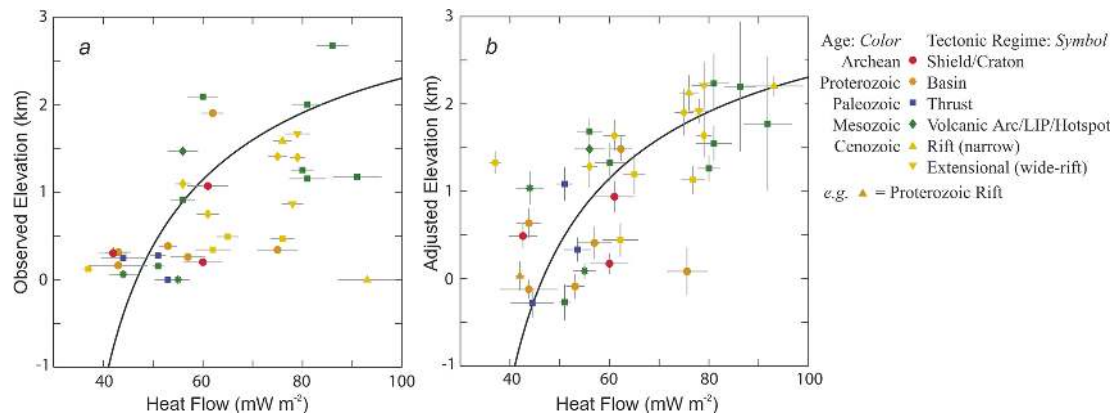 3
2
1
0
-1
Observed Elevation (km)
a
40 60 80 100
Heat Flow (mW m⁻²)
3
2
1
0
-1
Adjusted Elevation (km)
b
40 60 80 100
Heat Flow (mW m⁻²)
Age: Color Tectonic Regime: Symbol
Archean Shield/Craton
Proterozoic Basin
Paleozoic Thrust
Mesozoic Volcanic Arc/LIP/Hotspot
Cenozoic Rift (narrow)
Extensional (wide-rift)
e.g. = Proterozoic Rift